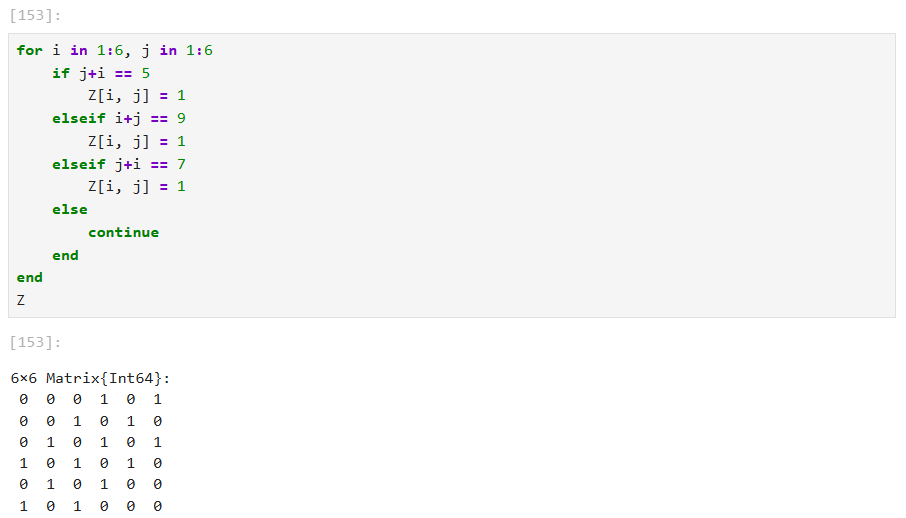 [153]:
for i in 1:6, j in 1:6
    if j+i == 5
        Z[i, j] = 1
    elseif i+j == 9
        Z[i, j] = 1
    elseif j+i == 7
        Z[i, j] = 1
    else
        continue
    end
end
Z
[153]:
6×6 Matrix{Int64}:
 0  0  0  1  0  1
 0  0  1  0  1  0
 0  1  0  1  0  1
 1  0  1  0  1  0
 0  1  0  1  0  0
 1  0  1  0  0  0